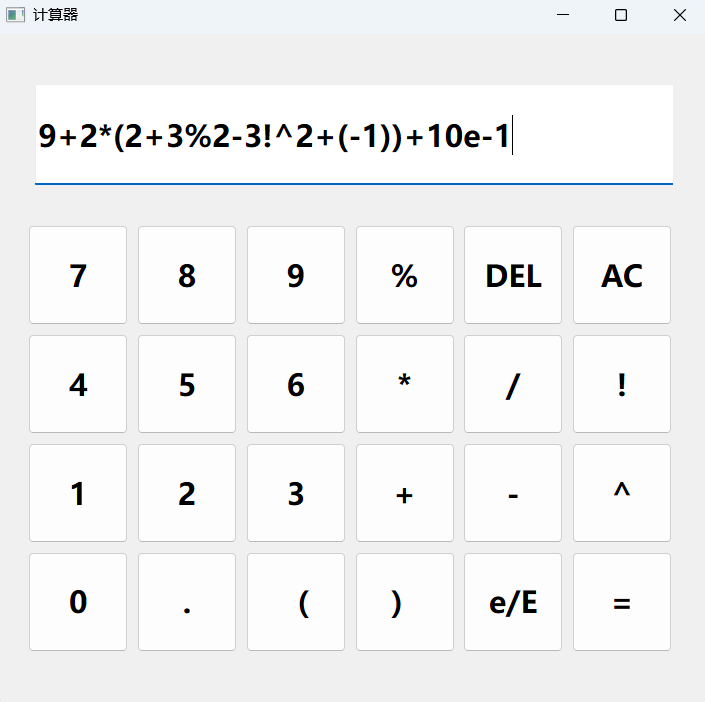 计算器
9+2*(2+3%2-3!^2+(-1))+10e-1
7 8 9 % DEL AC
4 5 6 * / !
1 2 3 + - ^
0 . ( ) e/E =